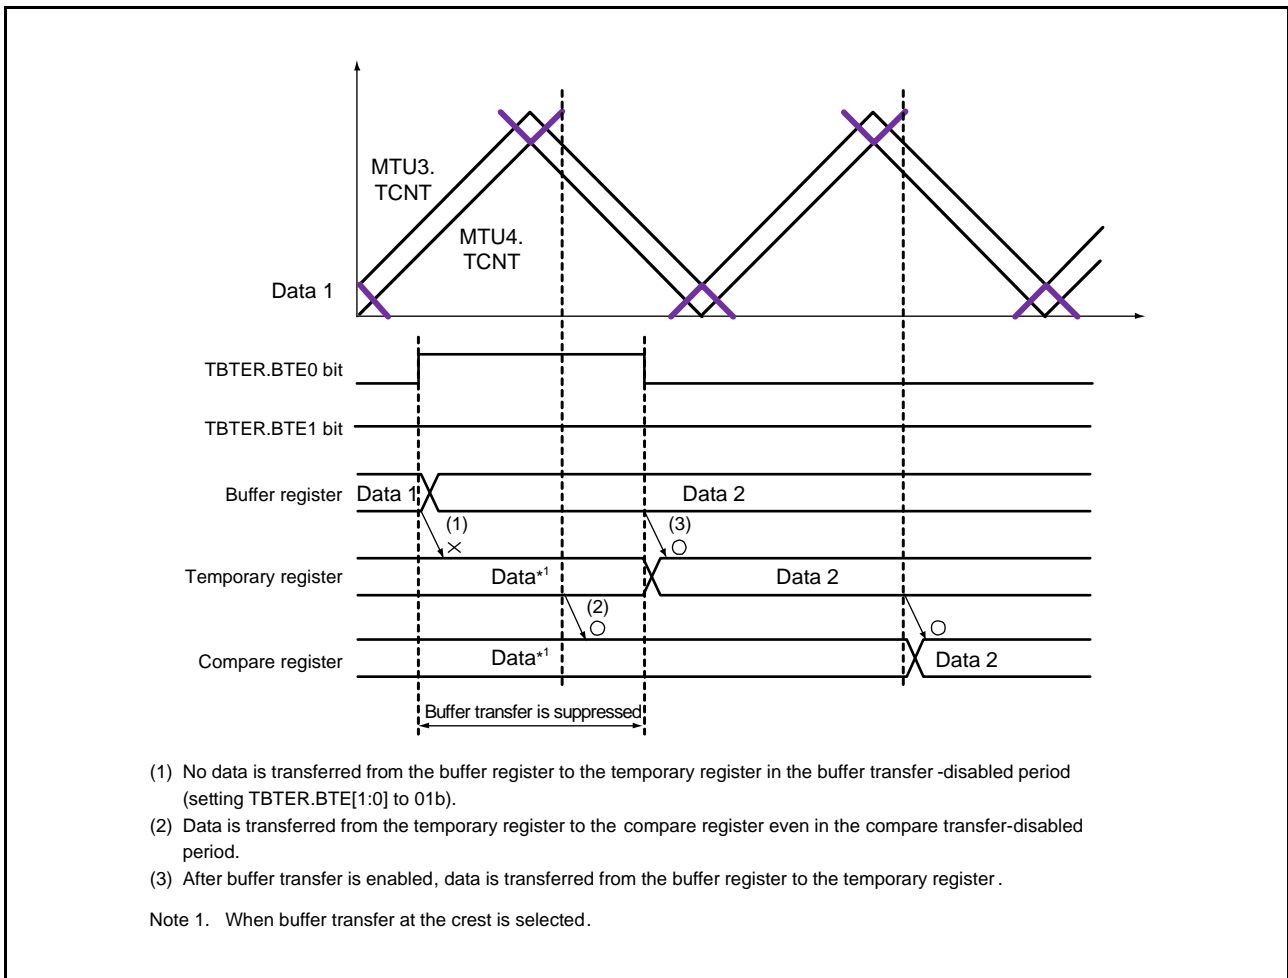 MTU3.
TCNT
MTU4.
TCNT
Data 1
TBTER.BTE0 bit
TBTER.BTE1 bit
Buffer register
Data 1
Data 2
(1)
(3)
Temporary register
Data*1
Data 2
(2)
Compare register
Data*1
Data 2
Buffer transfer is suppressed
(1) No data is transferred from the buffer register to the temporary register in the buffer transfer -disabled period
(setting TBTER.BTE[1:0] to 01b).
(2) Data is transferred from the temporary register to the compare register even in the compare transfer-disabled
period.
(3) After buffer transfer is enabled, data is transferred from the buffer register to the temporary register.
Note 1. When buffer transfer at the crest is selected.